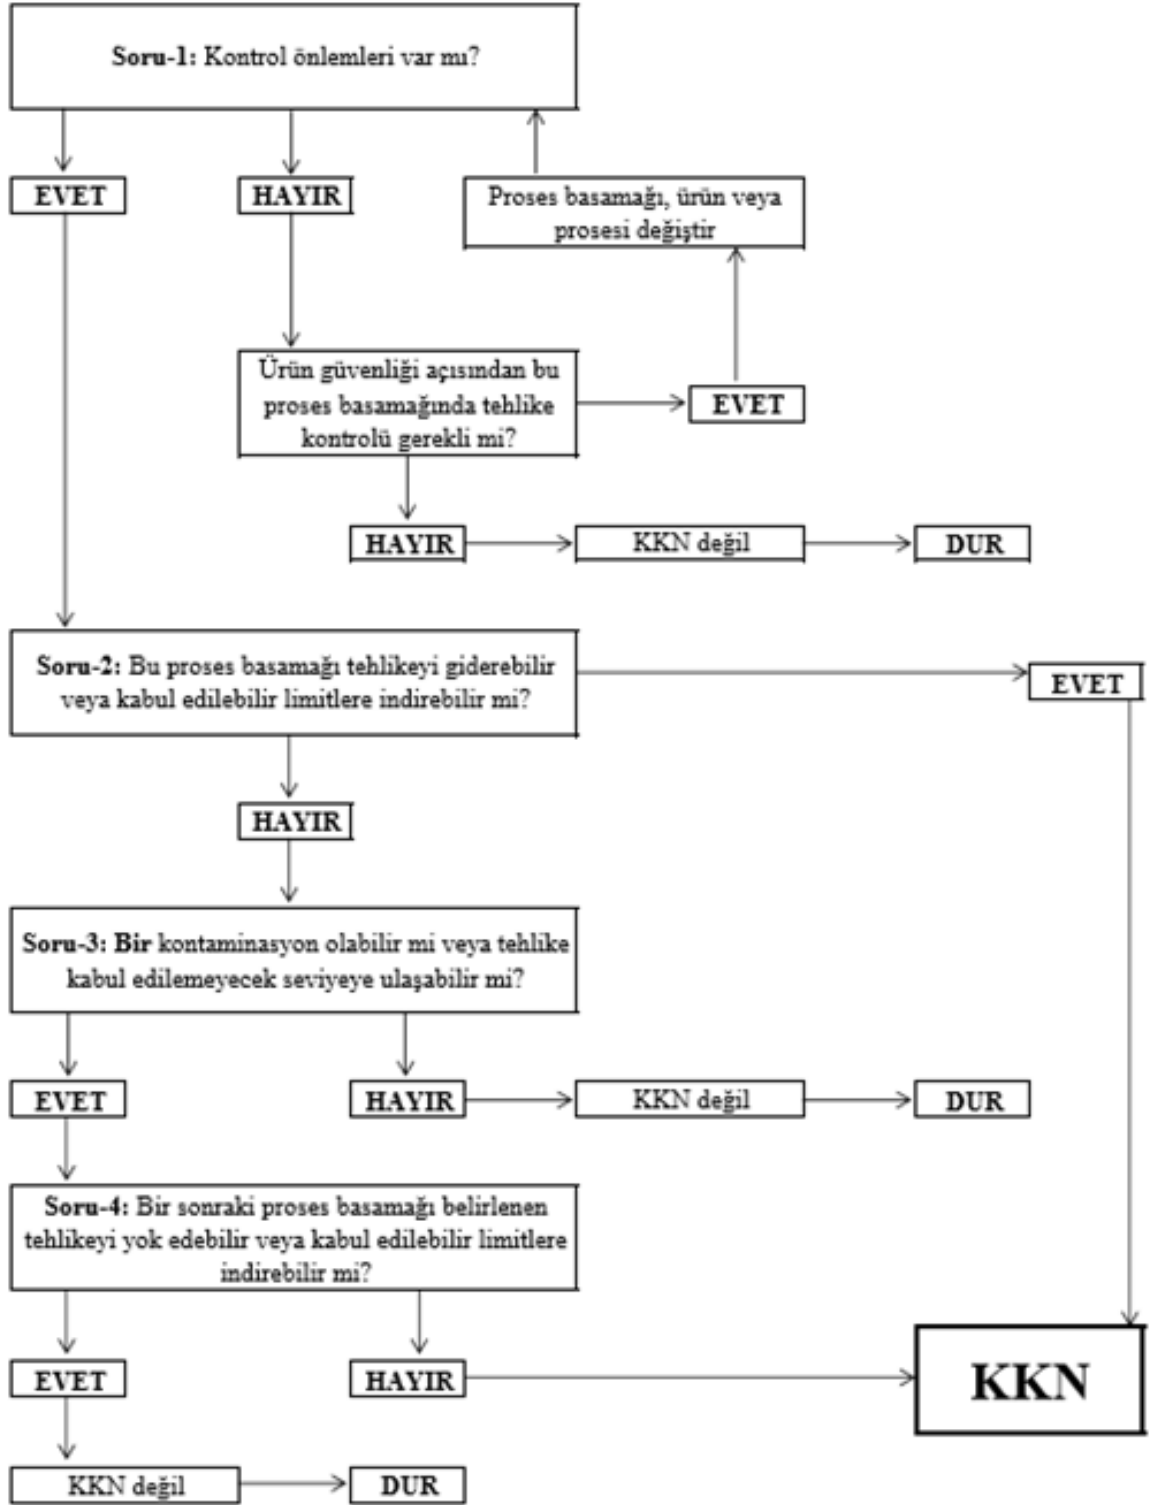 Soru-1: Kontrol önlemleri var mı?
EVET
HAYIR
Proses basamağı, ürün veya
prosesi değiştir
Ürün güvenliği açısından bu
proses basamağında tehlike
kontrolü gerekli mi?
EVET
HAYIR
KKN değil
DUR
Soru-2: Bu proses basamağı tehlikeyi giderebilir
veya kabul edilebilir limitlere indirebilir mi?
EVET
HAYIR
Soru-3: Bir kontaminasyon olabilir mi veya tehlike
kabul edilemeyecek seviyeye ulaşabilir mi?
EVET
HAYIR
KKN değil
DUR
Soru-4: Bir sonraki proses basamağı belirlenen
tehlikeyi yok edebilir veya kabul edilebilir limitlere
indirebilir mi?
EVET
HAYIR
KKN
KKN değil
DUR